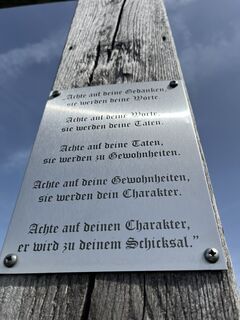 „Achte auf deine Gedanken,
sie werden deine Worte.
Achte auf deine Worte,
sie werden deine Taten.
Achte auf deine Taten,
sie werden zu Gewohnheiten.
Achte auf deine Gewohnheiten,
sie werden dein Charakter.
Achte auf deinen Charakter,
er wird zu deinem Schicksal.”